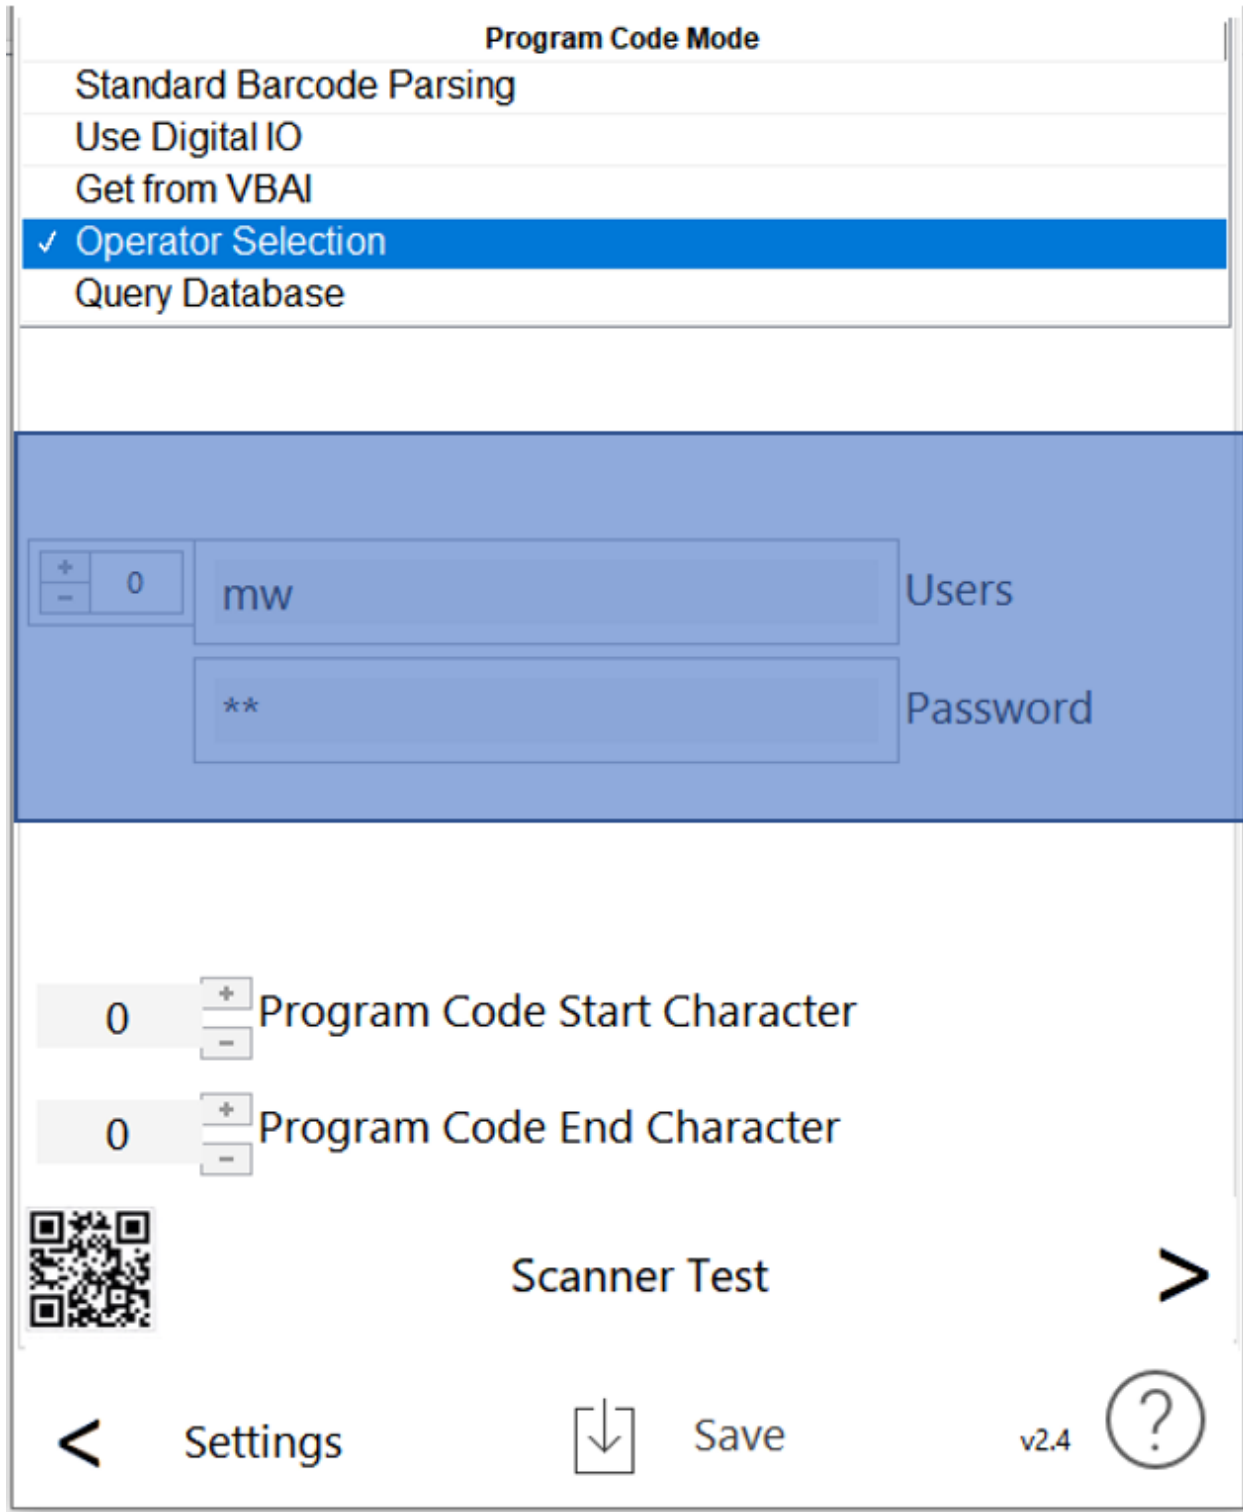 Program Code Mode
Standard Barcode Parsing
Use Digital IO
Get from VBAI
✓ Operator Selection
Query Database
+
0
-
mw
Users
**
Password
0
+
-
Program Code Start Character
0
+
-
Program Code End Character
Scanner Test >
< Settings Save v2.4 ?